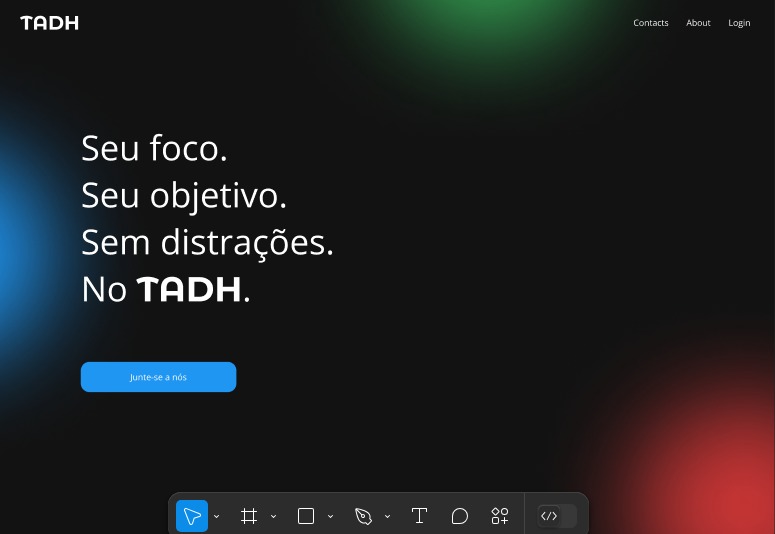 TADH
Contacts About Login
Seu foco.
Seu objetivo.
Sem distrações.
No TADH.
Junte-se a nós